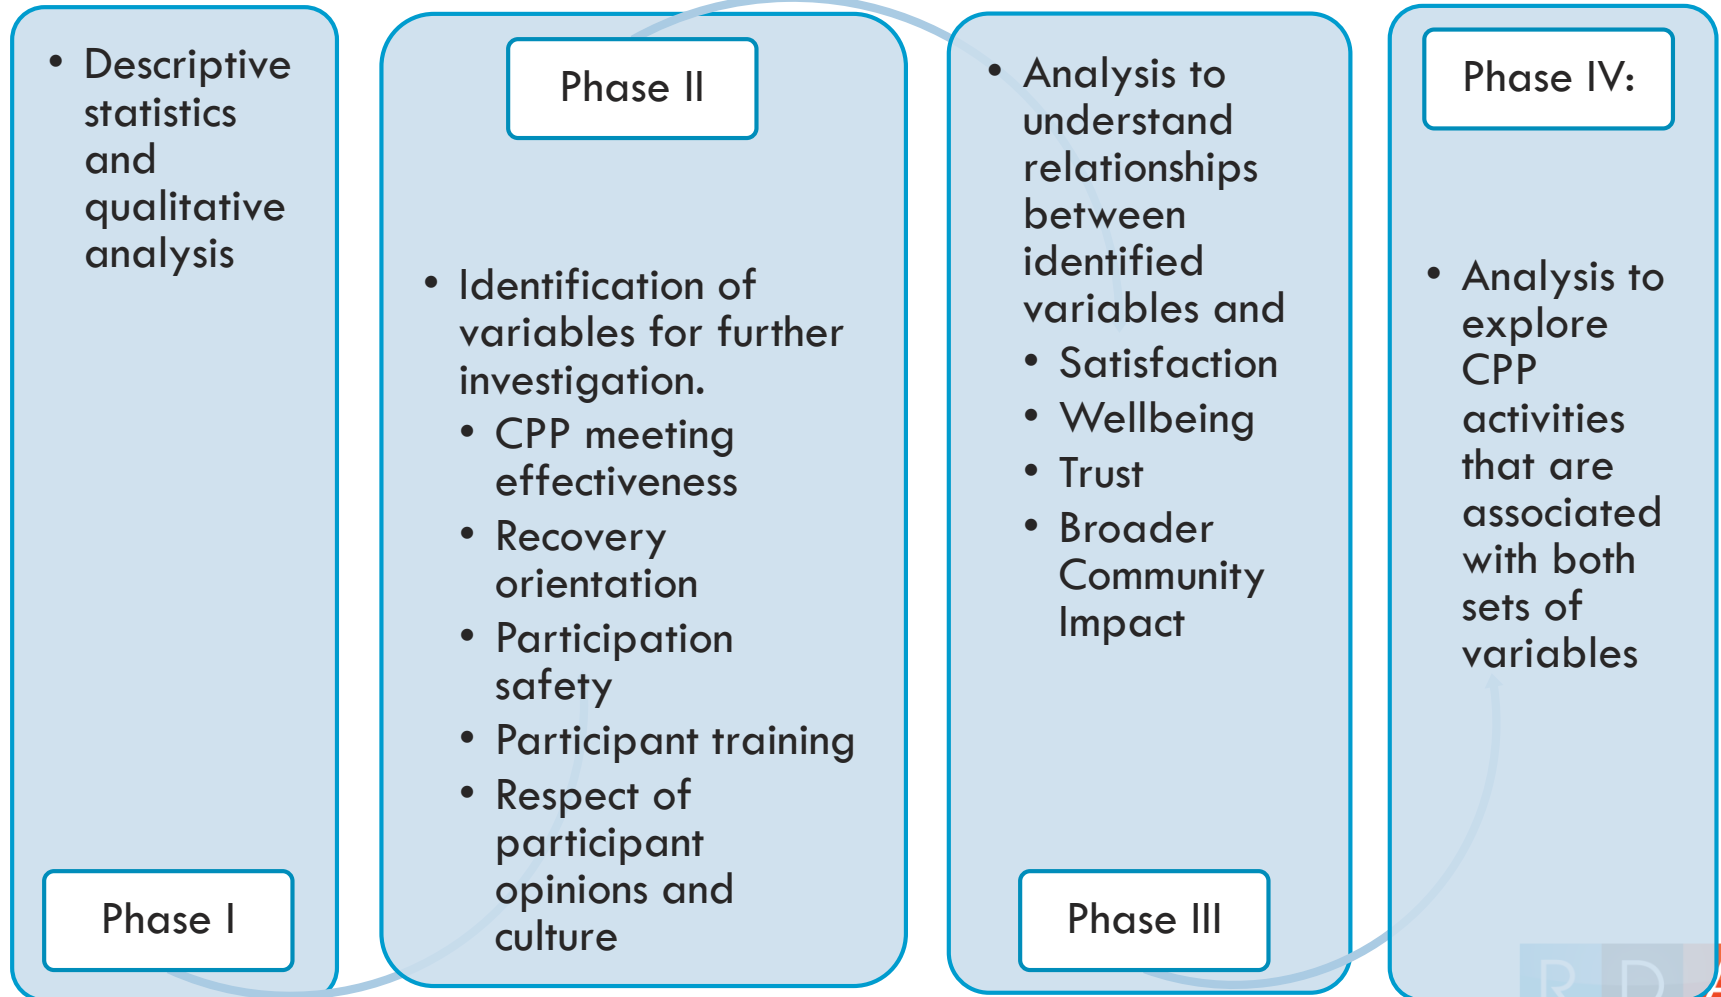 • Descriptive
statistics
and
qualitative
analysis
Phase I
Phase II
• Identification of
variables for further
investigation.
• CPP meeting
effectiveness
• Recovery
orientation
• Participation
safety
• Participant training
• Respect of
participant
opinions and
culture
• Analysis to
understand
relationships
between
identified
variables and
• Satisfaction
• Wellbeing
• Trust
• Broader
Community
Impact
Phase III
Phase IV:
• Analysis to
explore
CPP
activities
that are
associated
with both
sets of
variables
R D